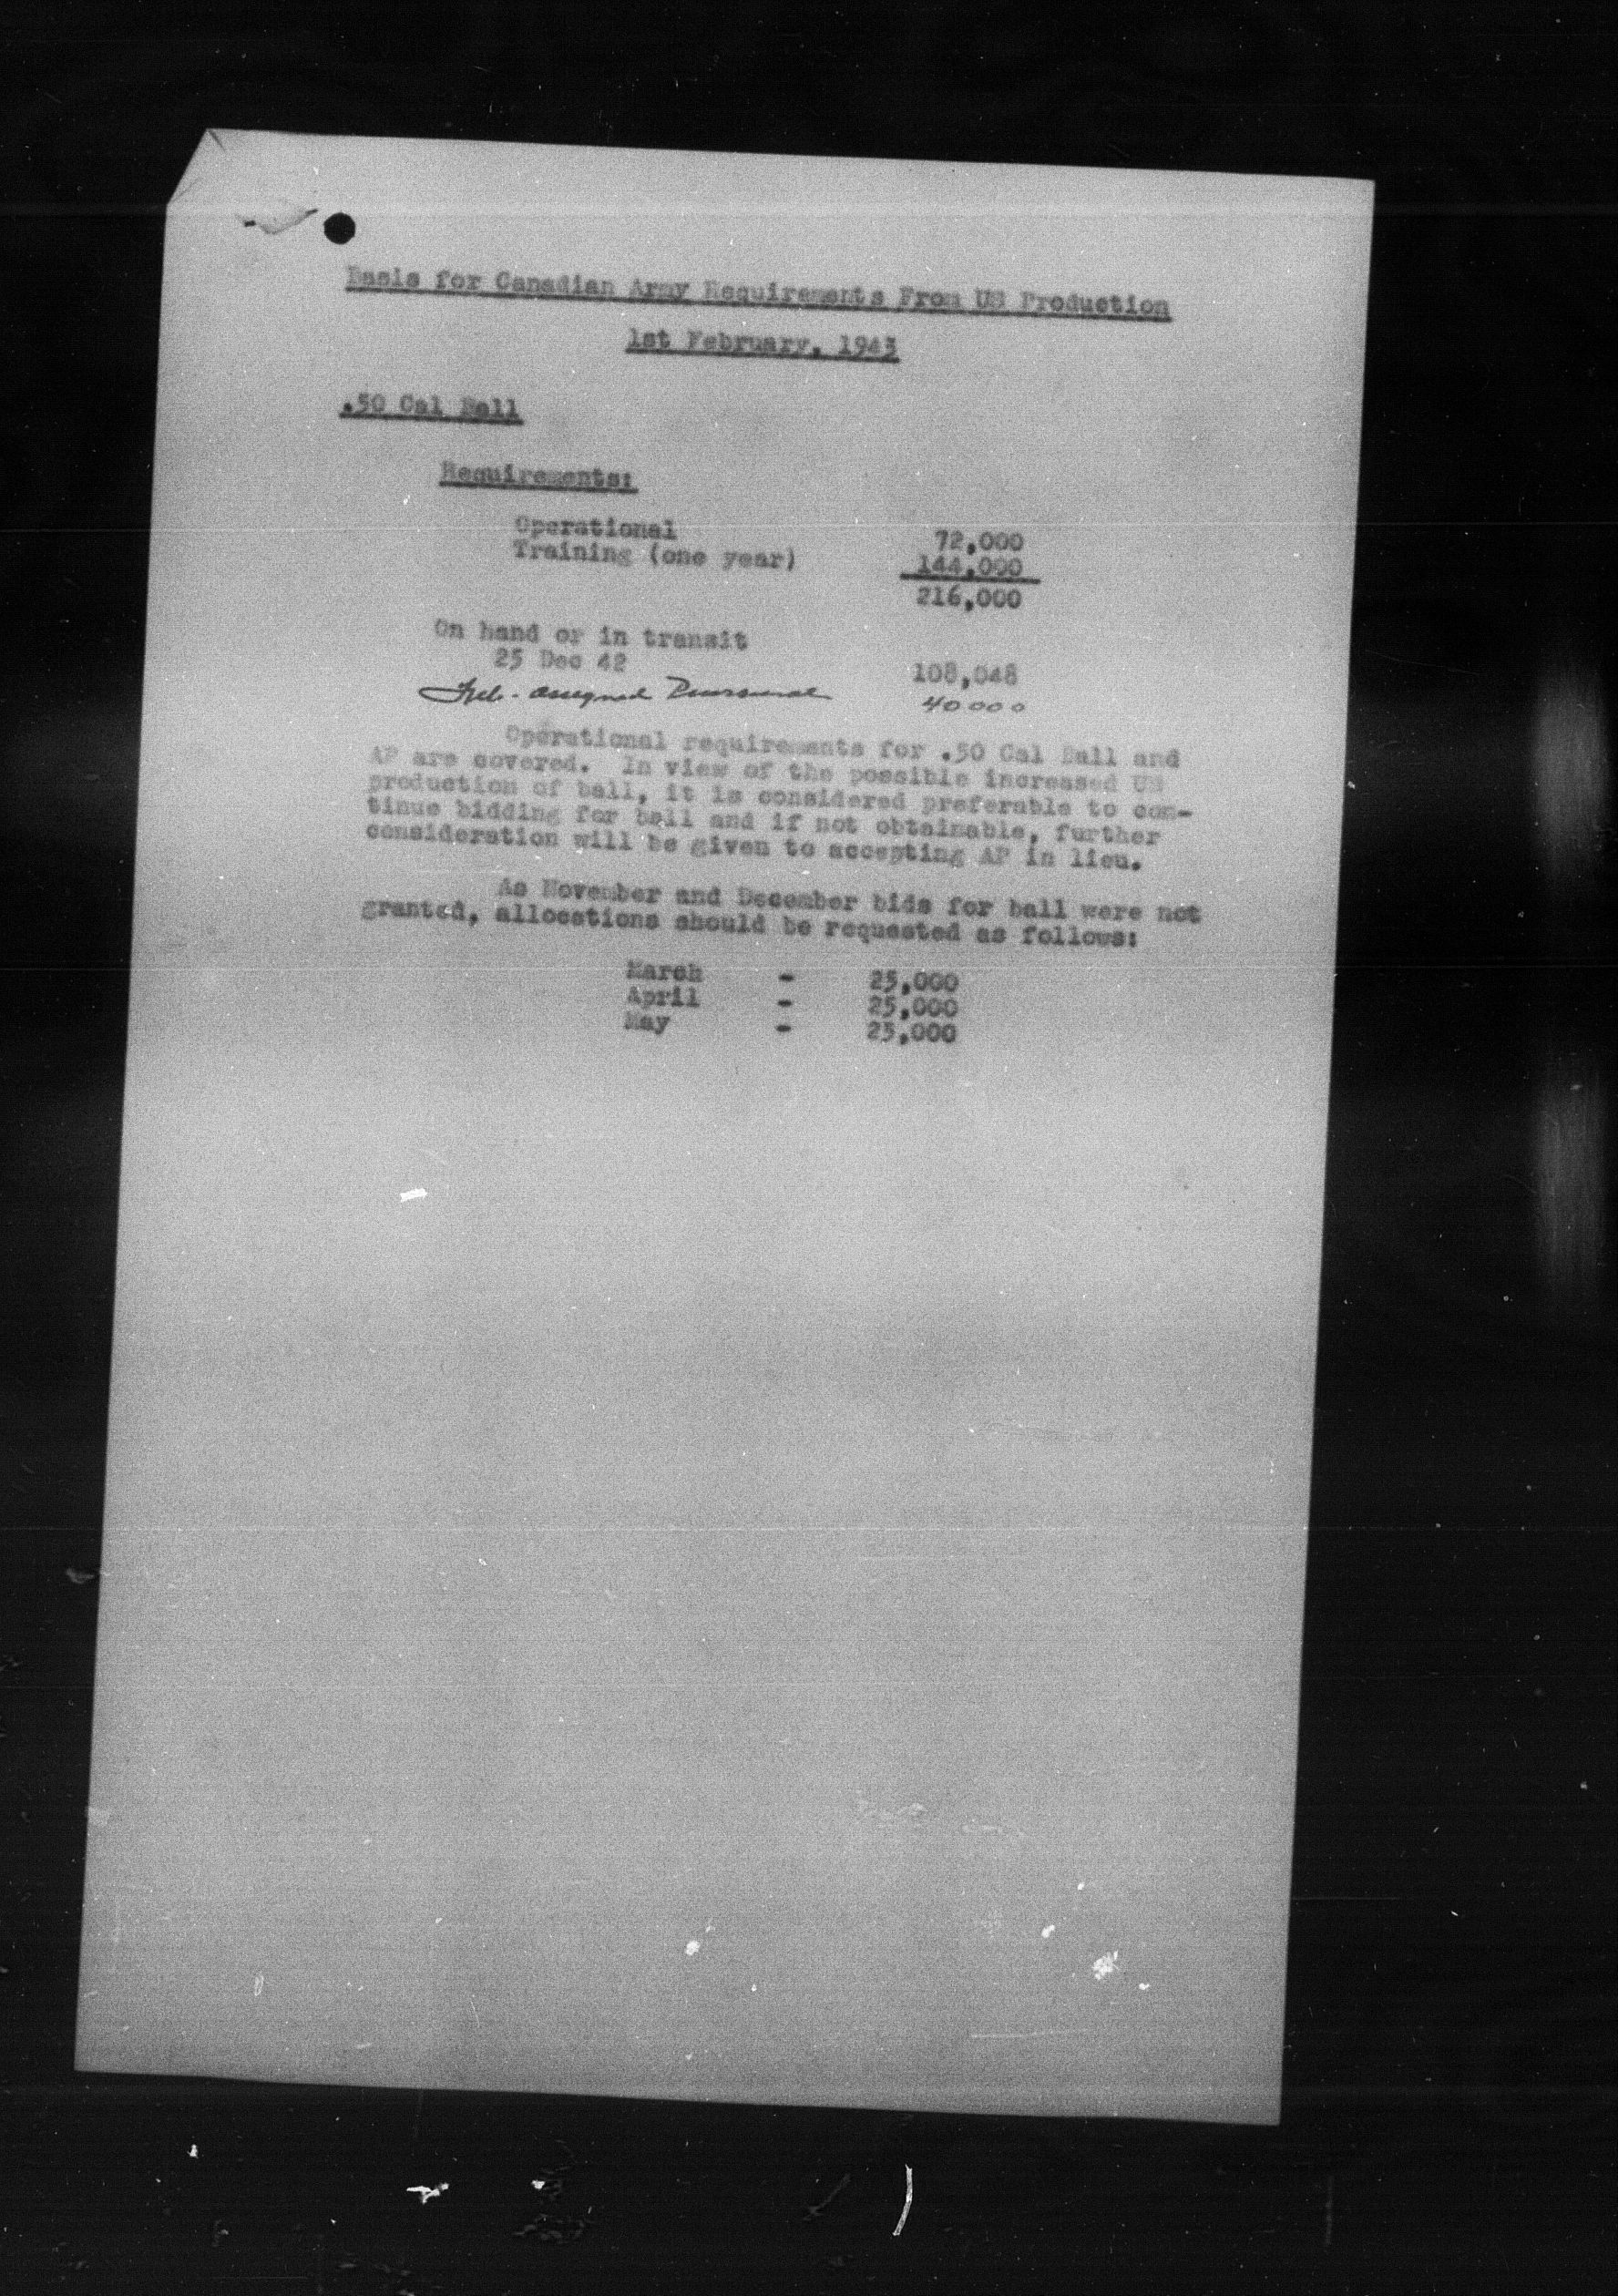 Basis for Canadian Army Requirements From US Production
1st February, 1943
.50 Cal Ball
Requirements:
Operational 72,000
Training (one year) 144,000
216,000
On hand or in transit
25 Dec 42 108,048
Feb. assigned 40000
Operational requirements for .50 Cal Ball and
AP are covered. In view of the possible increased US
production of ball, it is considered preferable to con-
tinue bidding for ball and if not obtainable, further
consideration will be given to accepting AP in lieu.
As November and December bids for ball were not
granted, allocations should be requested as follows:
March - 25,000
April - 25,000
May - 25,000